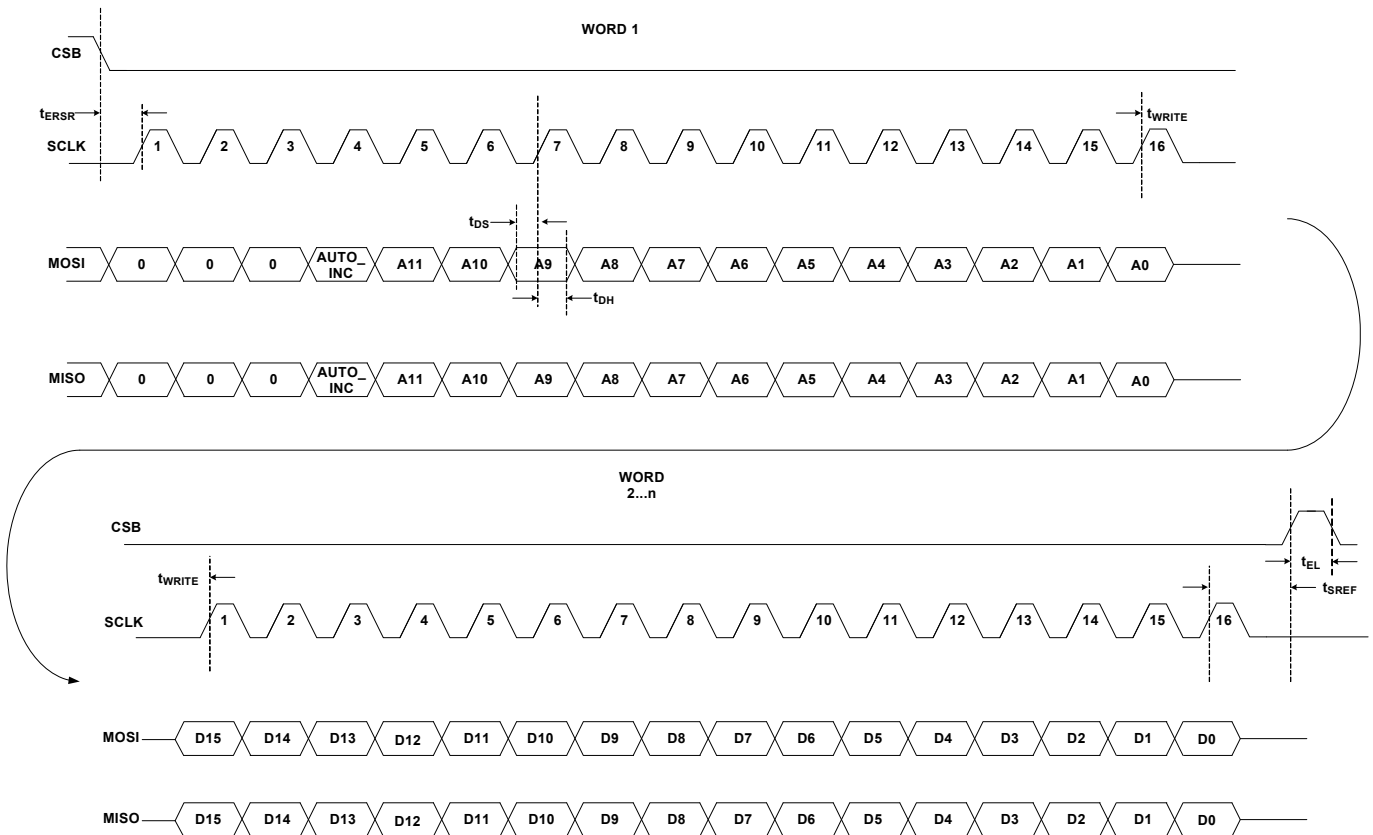 WORD 1
CSB
tERSR
tWRITE
SCLK 1 2 3 4 5 6 7 8 9 10 11 12 13 14 15 16
tDS
MOSI 0 0 0 AUTO_INC A11 A10 A9 A8 A7 A6 A5 A4 A3 A2 A1 A0
tDH
MISO 0 0 0 AUTO_INC A11 A10 A9 A8 A7 A6 A5 A4 A3 A2 A1 A0
WORD
2...n
CSB
tEL
tWRITE
tSREF
SCLK 1 2 3 4 5 6 7 8 9 10 11 12 13 14 15 16
MOSI D15 D14 D13 D12 D11 D10 D9 D8 D7 D6 D5 D4 D3 D2 D1 D0
MISO D15 D14 D13 D12 D11 D10 D9 D8 D7 D6 D5 D4 D3 D2 D1 D0